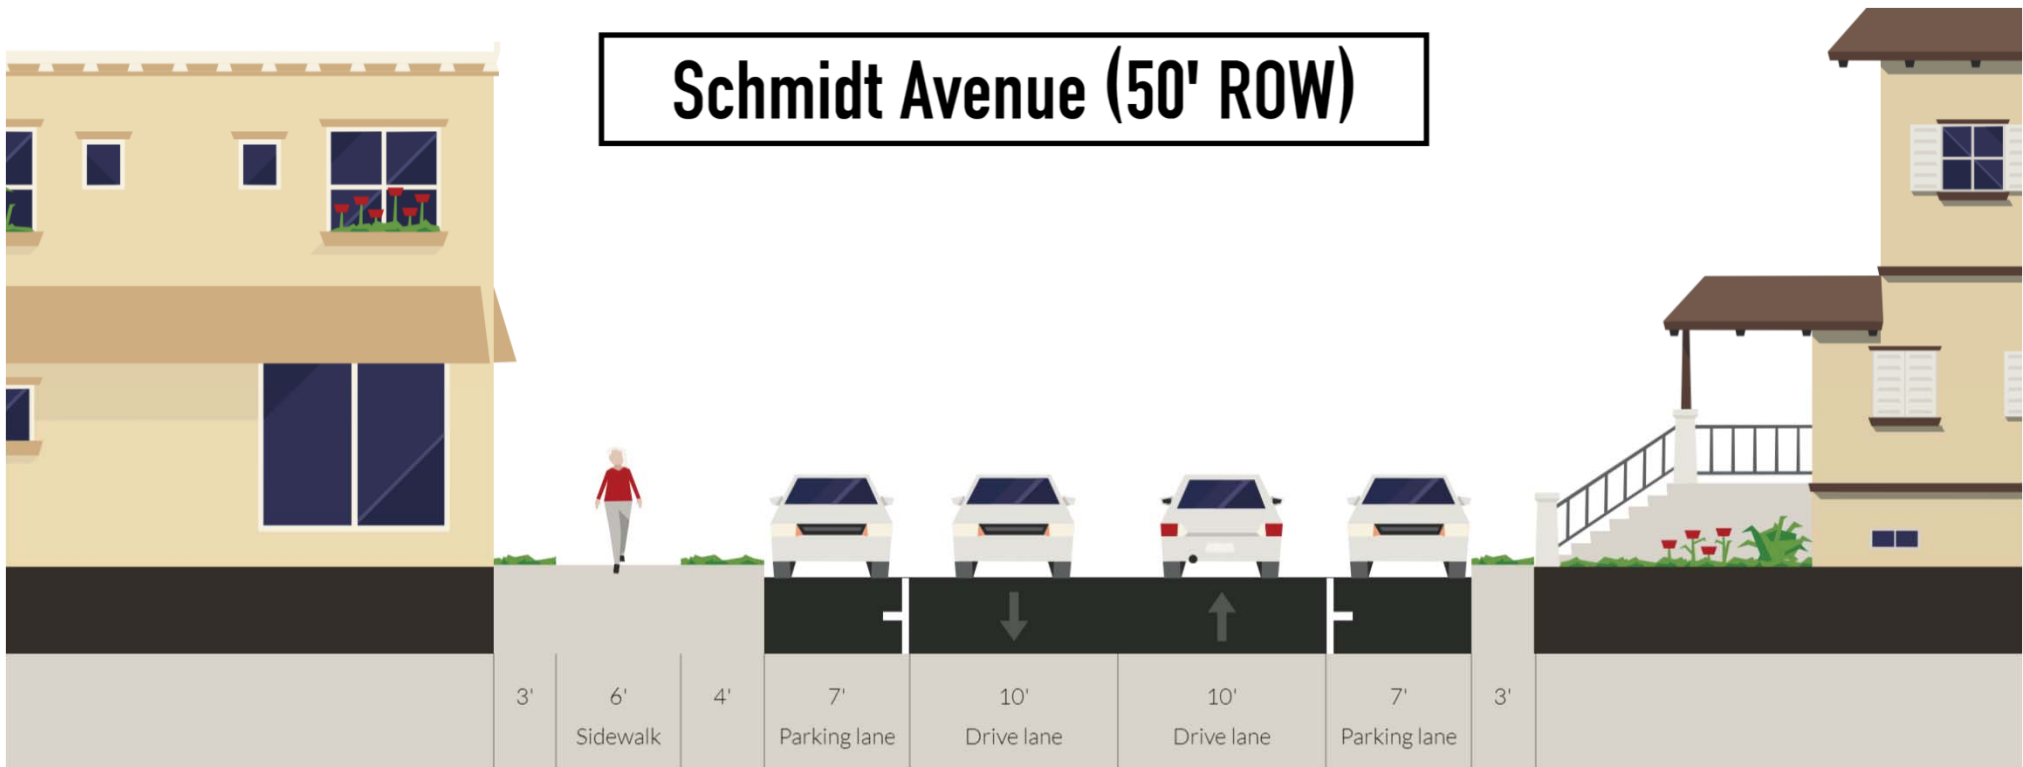 Schmidt Avenue (50' ROW)
3' 6' 4' 7' 10' 10' 7' 3'
Sidewalk Parking lane Drive lane Drive lane Parking lane